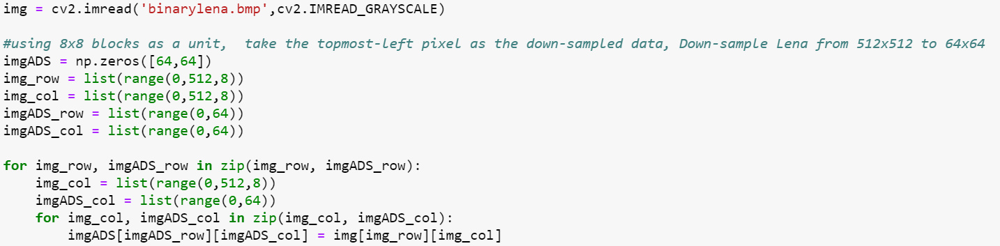 img = cv2.imread('binarylena.bmp',cv2.IMREAD_GRAYSCALE)
#using 8x8 blocks as a unit,  take the topmost-left pixel as the down-sampled data, Down-sample Lena from 512x512 to 64x64
imgADS = np.zeros([64,64])
img_row = list(range(0,512,8))
img_col = list(range(0,512,8))
imgADS_row = list(range(0,64))
imgADS_col = list(range(0,64))
for img_row, imgADS_row in zip(img_row, imgADS_row):
    img_col = list(range(0,512,8))
    imgADS_col = list(range(0,64))
    for img_col, imgADS_col in zip(img_col, imgADS_col):
        imgADS[imgADS_row][imgADS_col] = img[img_row][img_col]